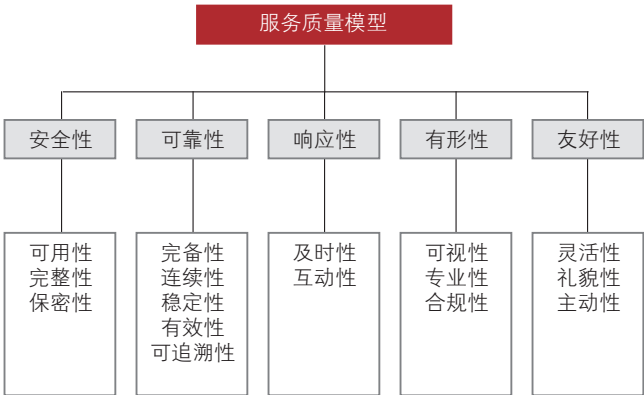 服务质量模型
安全性
可靠性
响应性
有形性
友好性
可用性
完整性
保密性
完备性
连续性
稳定性
有效性
可追溯性
及时性
互动性
可视性
专业性
合规性
灵活性
礼貌性
主动性